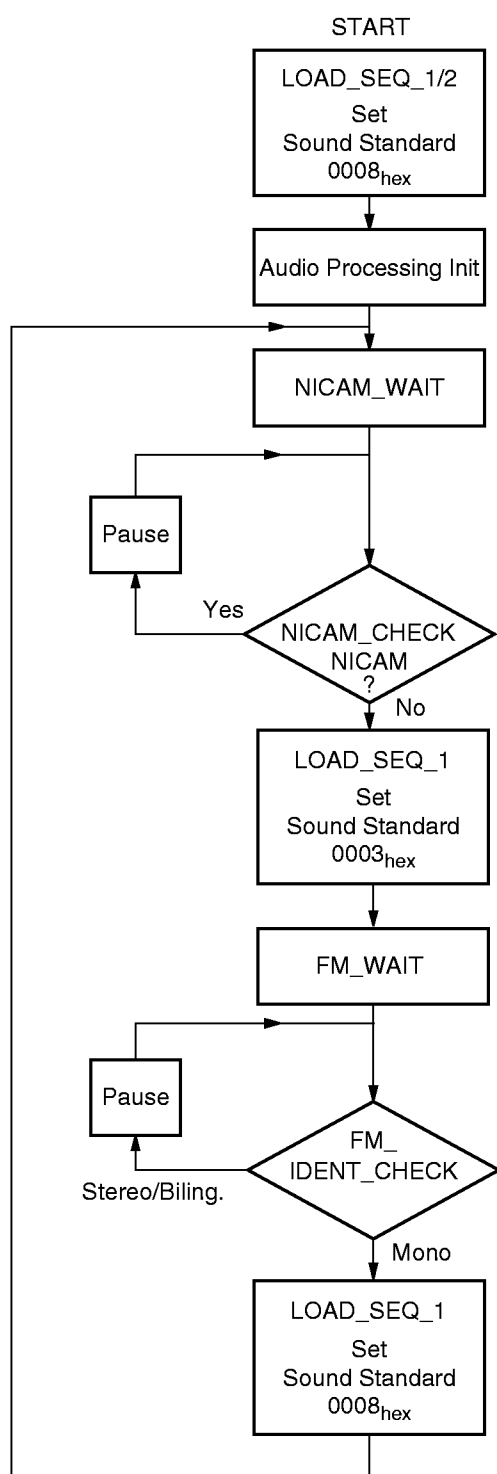 START
LOAD_SEQ_1/2
Set
Sound Standard
0008hex
Audio Processing Init
NICAM_WAIT
Pause
Yes
NICAM_CHECK
NICAM
?
No
LOAD_SEQ_1
Set
Sound Standard
0003hex
FM_WAIT
Pause
FM_
IDENT_CHECK
Stereo/Biling.
Mono
LOAD_SEQ_1
Set
Sound Standard
0008hex